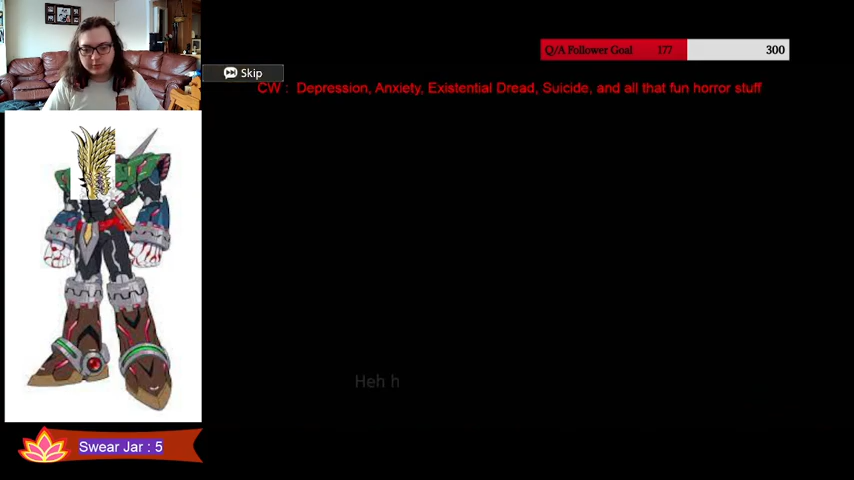 Q/A Follower Goal 177 300
Skip
CW : Depression, Anxiety, Existential Dread, Suicide, and all that fun horror stuff
Heh h
Swear Jar : 5